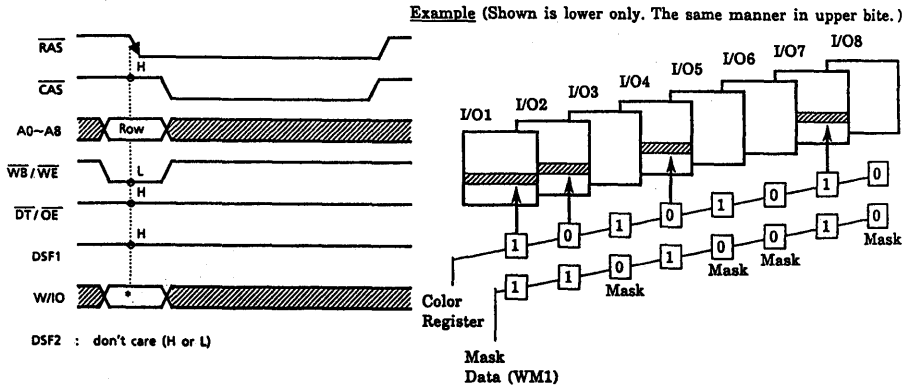 Example (Shown is lower only. The same manner in upper bite.)
RAS
H
CAS
A0~A8
Row
WB/WE
L
H
DT/OE
H
DSF1
W/IO
*
DSF2 : don't care (H or L)
I/O1
I/O2
I/O3
I/O4
I/O5
I/O6
I/O7
I/O8
1
0
1
0
1
0
1
0
Color
Register
1
1
0
1
0
0
1
0
Mask
Mask
Mask
Mask
Mask
Data (WM1)